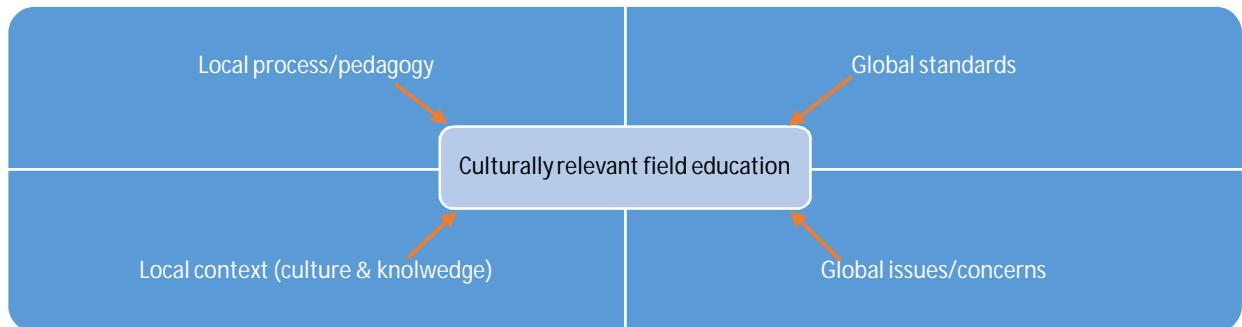 Local process/pedagogy
Global standards
Culturally relevant field education
Local context (culture & knolwedge)
Global issues/concerns